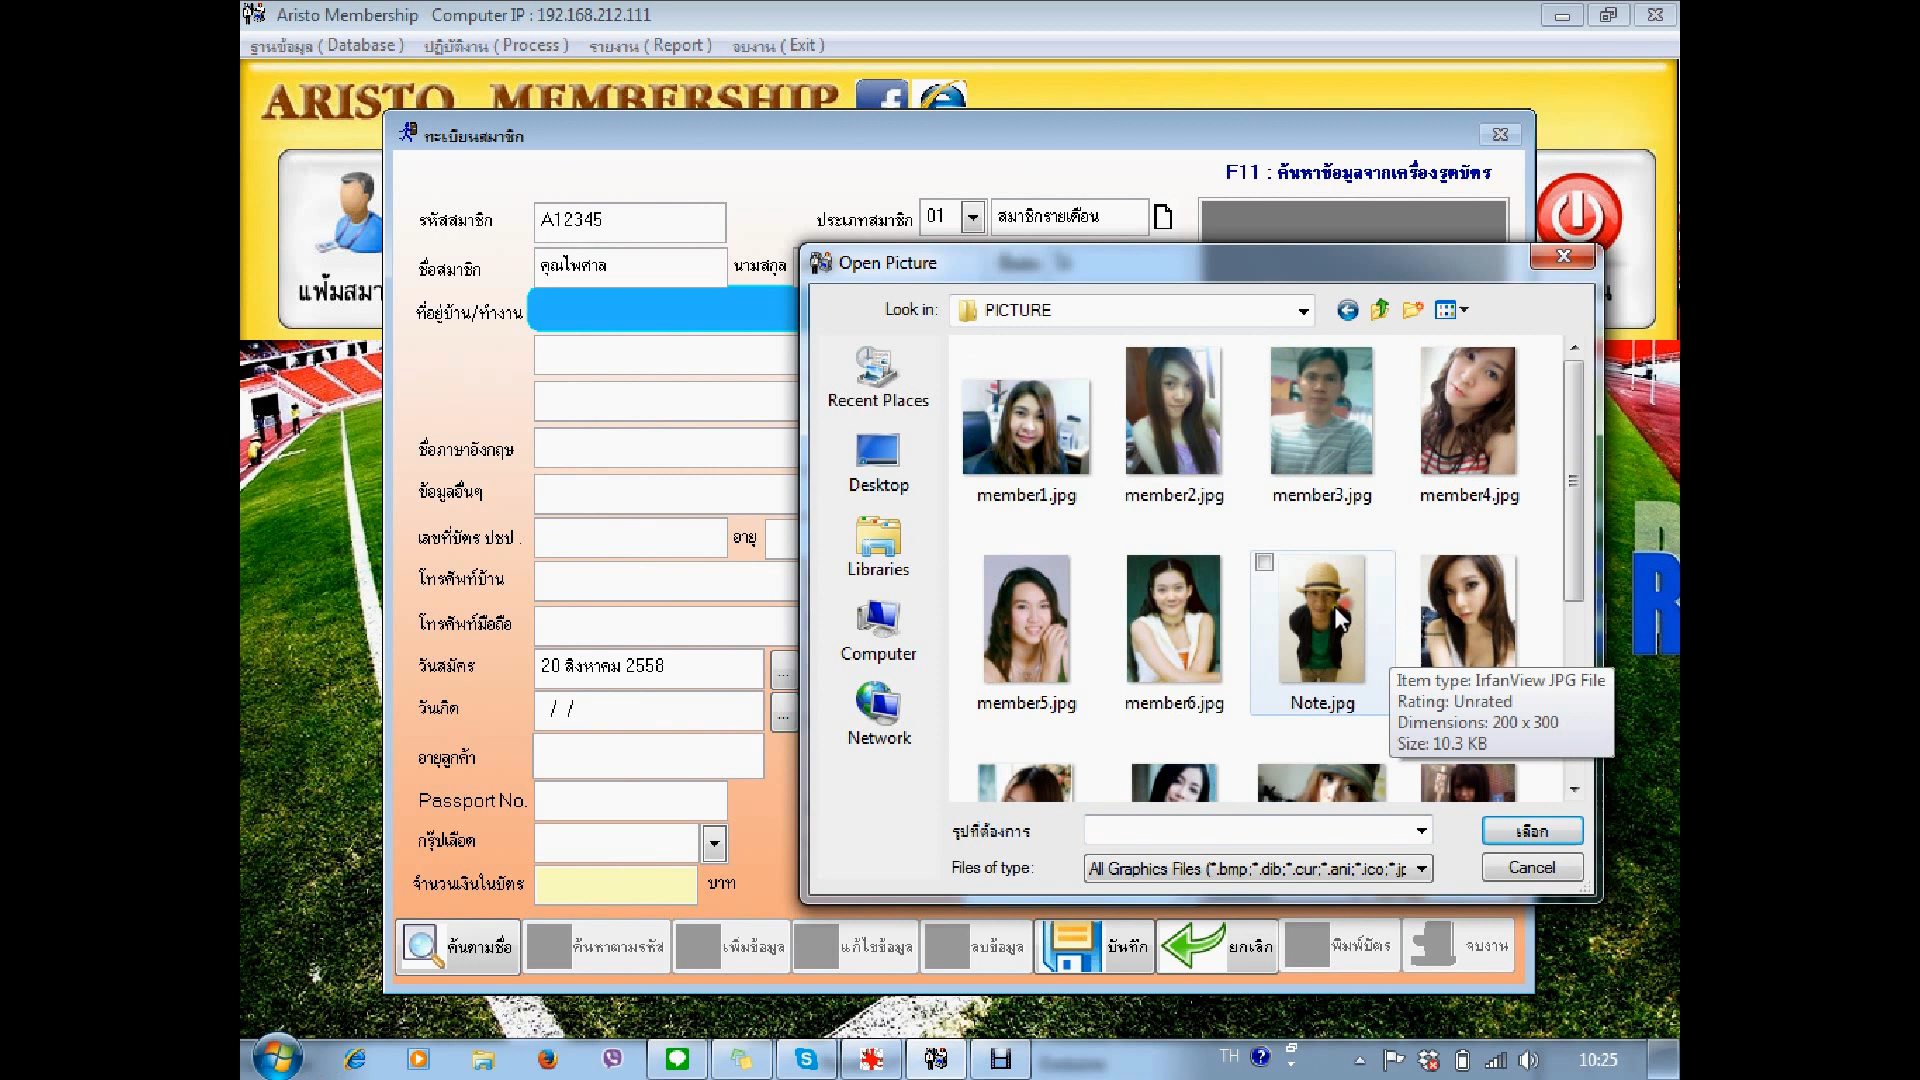 Aristo Membership   Computer IP : 192.168.212.111
ฐานข้อมูล ( Database )   ปฏิบัติงาน ( Process )   รายงาน ( Report )   จบงาน ( Exit )
ARISTO MEMBERSHIP
ทะเบียนสมาชิก
F11 : ค้นหาข้อมูลจากเครื่องรูดบัตร
รหัสสมาชิก A12345 ประเภทสมาชิก 01 สมาชิกรายเดือน
ชื่อสมาชิก คุณไพศาล นามสกุล
แฟ้มสมา
ที่อยู่บ้าน/ทำงาน
ชื่อภาษาอังกฤษ
ข้อมูลอื่นๆ
เลขที่บัตร ปชป . อายุ
โทรศัพท์บ้าน
โทรศัพท์มือถือ
วันสมัคร 20 สิงหาคม 2558 ...
วันเกิด / / ...
อายุลูกค้า
Passport No.
กรุ๊ปเลือด
จำนวนเงินในบัตร บาท
Open Picture
Look in: PICTURE
Recent Places
Desktop
Libraries
Computer
Network
member1.jpg member2.jpg member3.jpg member4.jpg
member5.jpg member6.jpg Note.jpg
Item type: IrfanView JPG File
Rating: Unrated
Dimensions: 200 x 300
Size: 10.3 KB
รูปที่ต้องการ เลือก
Files of type: All Graphics Files (*.bmp;*.dib;*.cur;*.ani;*.ico;*.jp Cancel
ค้นตามชื่อ ค้นหาตามรหัส เพิ่มข้อมูล แก้ไขข้อมูล ลบข้อมูล บันทึก ยกเลิก พิมพ์บัตร จบงาน
R
TH 10:25